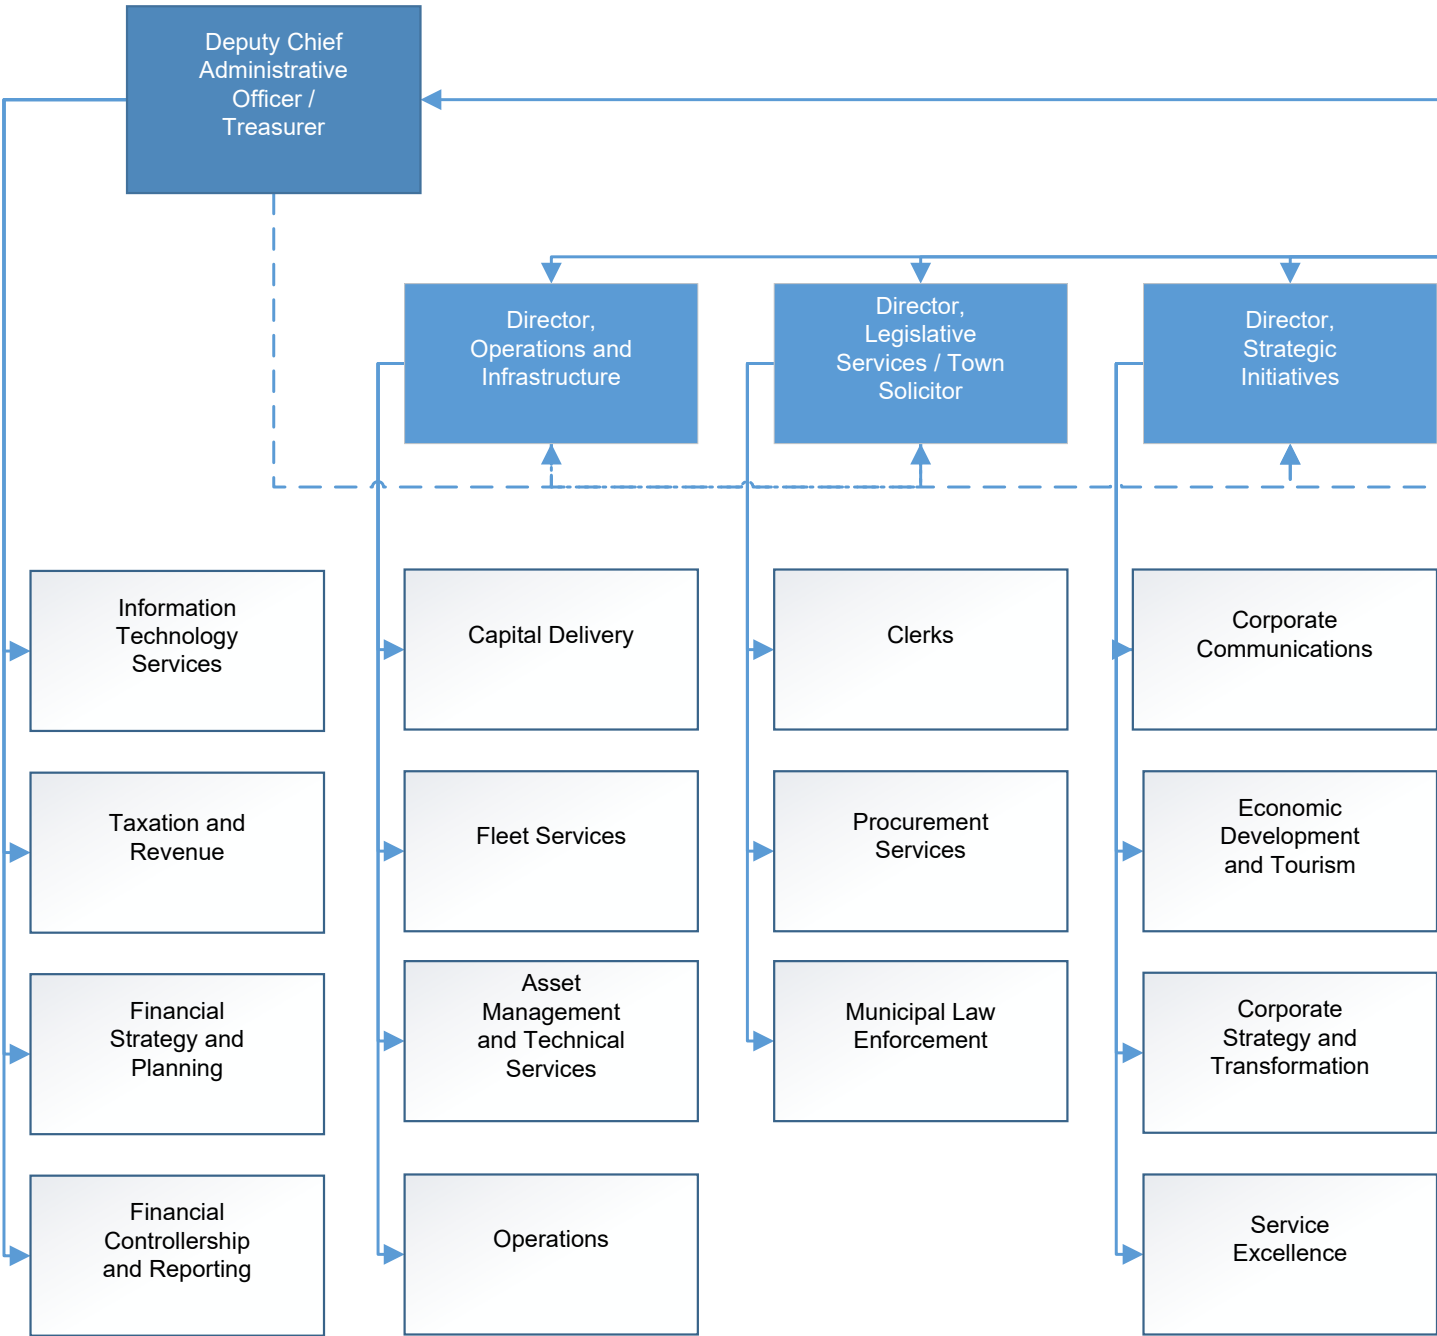 Deputy Chief
Administrative
Officer /
Treasurer
Director,
Operations and
Infrastructure
Director,
Legislative
Services / Town
Solicitor
Director,
Strategic
Initiatives
Information
Technology
Services
Capital Delivery
Clerks
Corporate
Communications
Taxation and
Revenue
Fleet Services
Procurement
Services
Economic
Development
and Tourism
Financial
Strategy and
Planning
Asset
Management
and Technical
Services
Municipal Law
Enforcement
Corporate
Strategy and
Transformation
Financial
Controllership
and Reporting
Operations
Service
Excellence